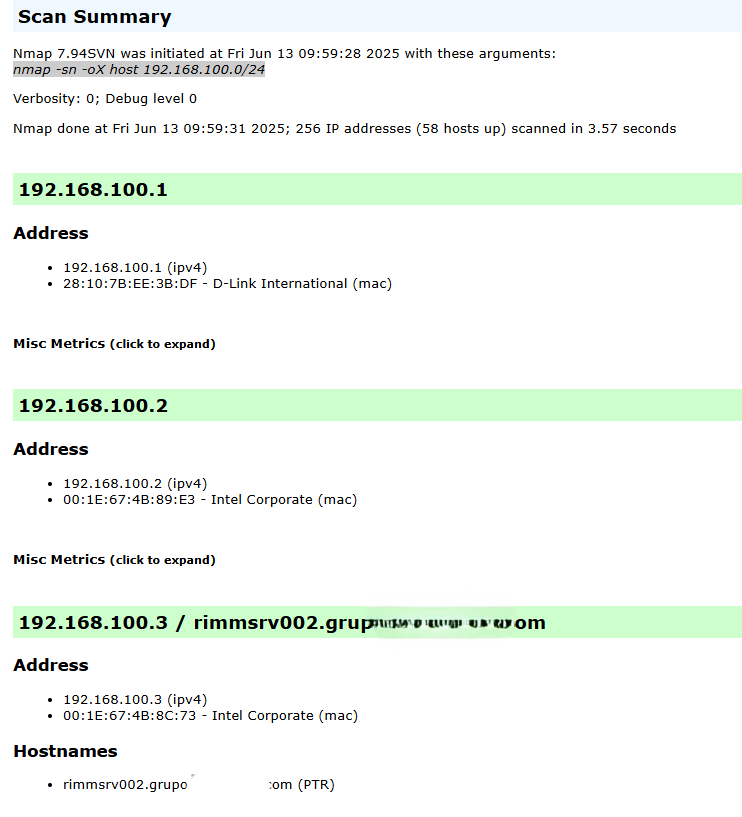 Scan Summary
Nmap 7.94SVN was initiated at Fri Jun 13 09:59:28 2025 with these arguments:
nmap -sn -oX host 192.168.100.0/24
Verbosity: 0; Debug level 0
Nmap done at Fri Jun 13 09:59:31 2025; 256 IP addresses (58 hosts up) scanned in 3.57 seconds
192.168.100.1
Address
• 192.168.100.1 (ipv4)
• 28:10:7B:EE:3B:DF - D-Link International (mac)
Misc Metrics (click to expand)
192.168.100.2
Address
• 192.168.100.2 (ipv4)
• 00:1E:67:4B:89:E3 - Intel Corporate (mac)
Misc Metrics (click to expand)
192.168.100.3 / rimmsrv002.grup om
Address
• 192.168.100.3 (ipv4)
• 00:1E:67:4B:8C:73 - Intel Corporate (mac)
Hostnames
• rimmsrv002.grupo om (PTR)